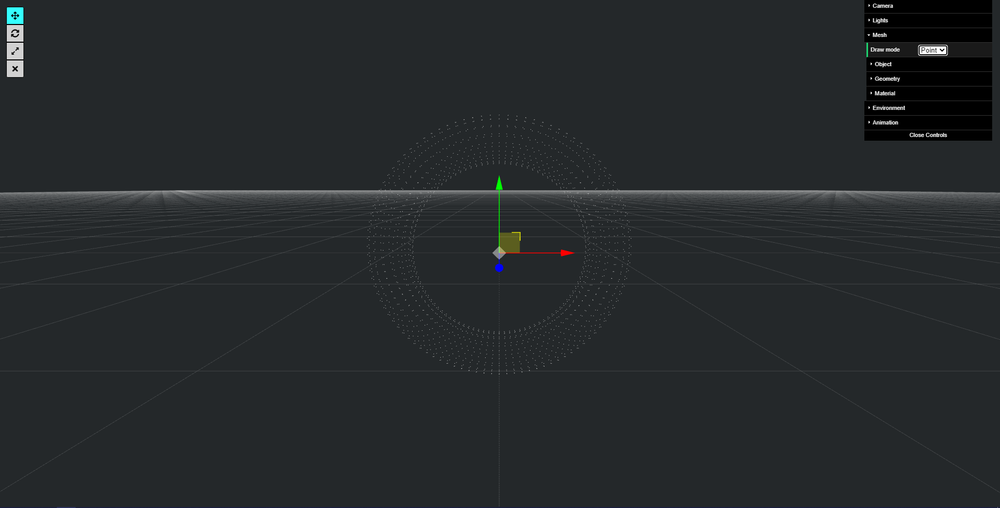 Camera
Lights
Mesh
Draw mode Point
Object
Geometry
Material
Environment
Animation
Close Controls